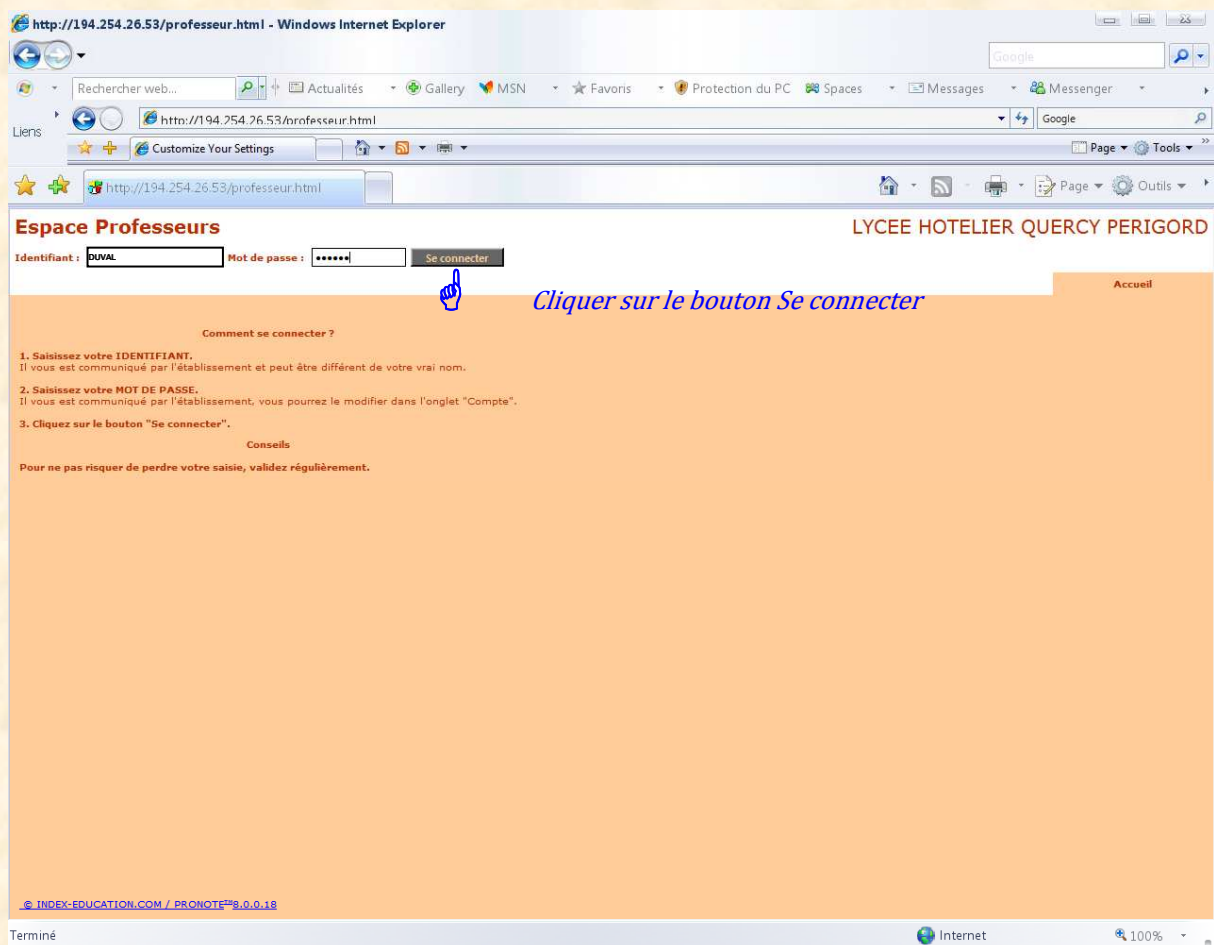 http://194.254.26.53/professeur.html - Windows Internet Explorer
Google
Rechercher web... Actualités Gallery MSN Favoris Protection du PC Spaces Messages Messenger
Liens http://194.254.26.53/professeur.html Google
Customize Your Settings Page Tools »
http://194.254.26.53/professeur.html Page Outils
Espace Professeurs LYCEE HOTELIER QUERCY PERIGORD
Identifiant : DUVAL Mot de passe : •••••• Se connecter
Accueil
Cliquer sur le bouton Se connecter
Comment se connecter ?
1. Saisissez votre IDENTIFIANT.
Il vous est communiqué par l'établissement et peut être différent de votre vrai nom.
2. Saisissez votre MOT DE PASSE.
Il vous est communiqué par l'établissement, vous pourrez le modifier dans l'onglet "Compte".
3. Cliquez sur le bouton "Se connecter".
Conseils
Pour ne pas risquer de perdre votre saisie, validez régulièrement.
© INDEX-EDUCATION.COM / PRONOTE™8.0.0.18
Terminé Internet 100%